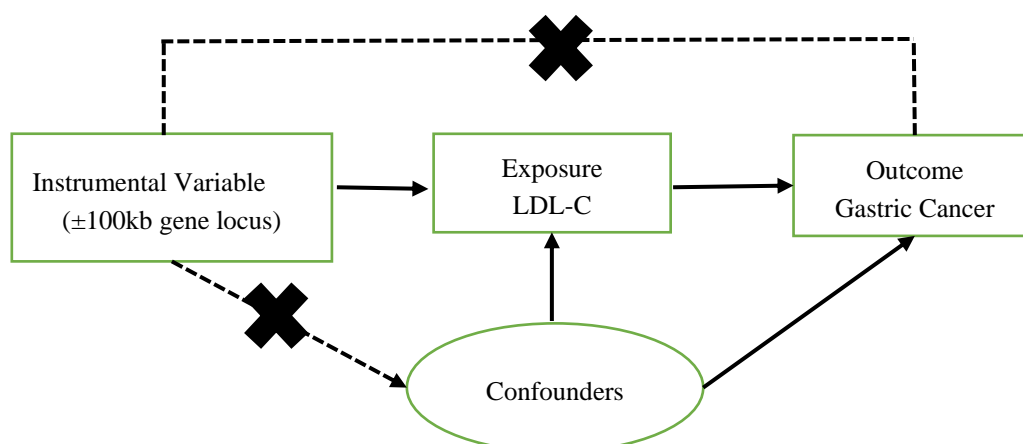 Instrumental Variable
(±100kb gene locus)
Exposure
LDL-C
Outcome
Gastric Cancer
Confounders